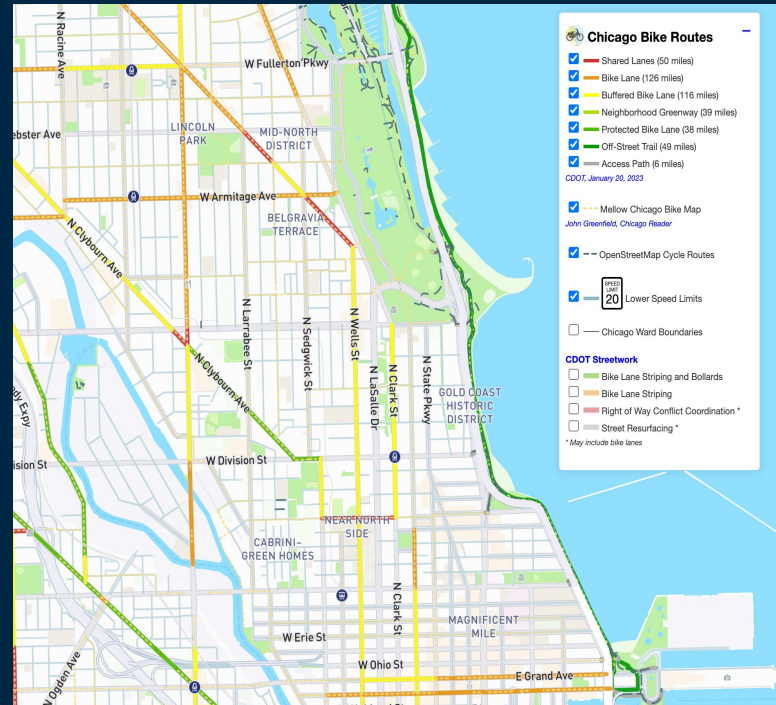 Chicago Bike Routes
Shared Lanes (50 miles)
Bike Lane (126 miles)
Buffered Bike Lane (116 miles)
Neighborhood Greenway (39 miles)
Protected Bike Lane (38 miles)
Off-Street Trail (49 miles)
Access Path (6 miles)
CDOT, January 20, 2023
Mellow Chicago Bike Map
John Greenfield, Chicago Reader
OpenStreetMap Cycle Routes
SPEED
LIMIT
20
Lower Speed Limits
Chicago Ward Boundaries
CDOT Streetwork
Bike Lane Striping and Bollards
Bike Lane Striping
Right of Way Conflict Coordination *
Street Resurfacing *
* May include bike lanes
N Racine Ave
W Fullerton Pkwy
LINCOLN
PARK
MID-NORTH
DISTRICT
ebster Ave
W Armitage Ave
BELGRAVIA
TERRACE
N Clybourn Ave
N Larrabee St
N Sedgwick St
N Wells St
N LaSalle Dr
N Clark St
N State Pkwy
N Clybourn Ave
GOLD COAST
HISTORIC
DISTRICT
dy Expy
ision St
W Division St
NEAR NORTH
SIDE
CABRINI-
GREEN HOMES
N Clark St
MAGNIFICENT
MILE
W Erie St
W Ohio St
E Grand Ave
N Ogden Ave